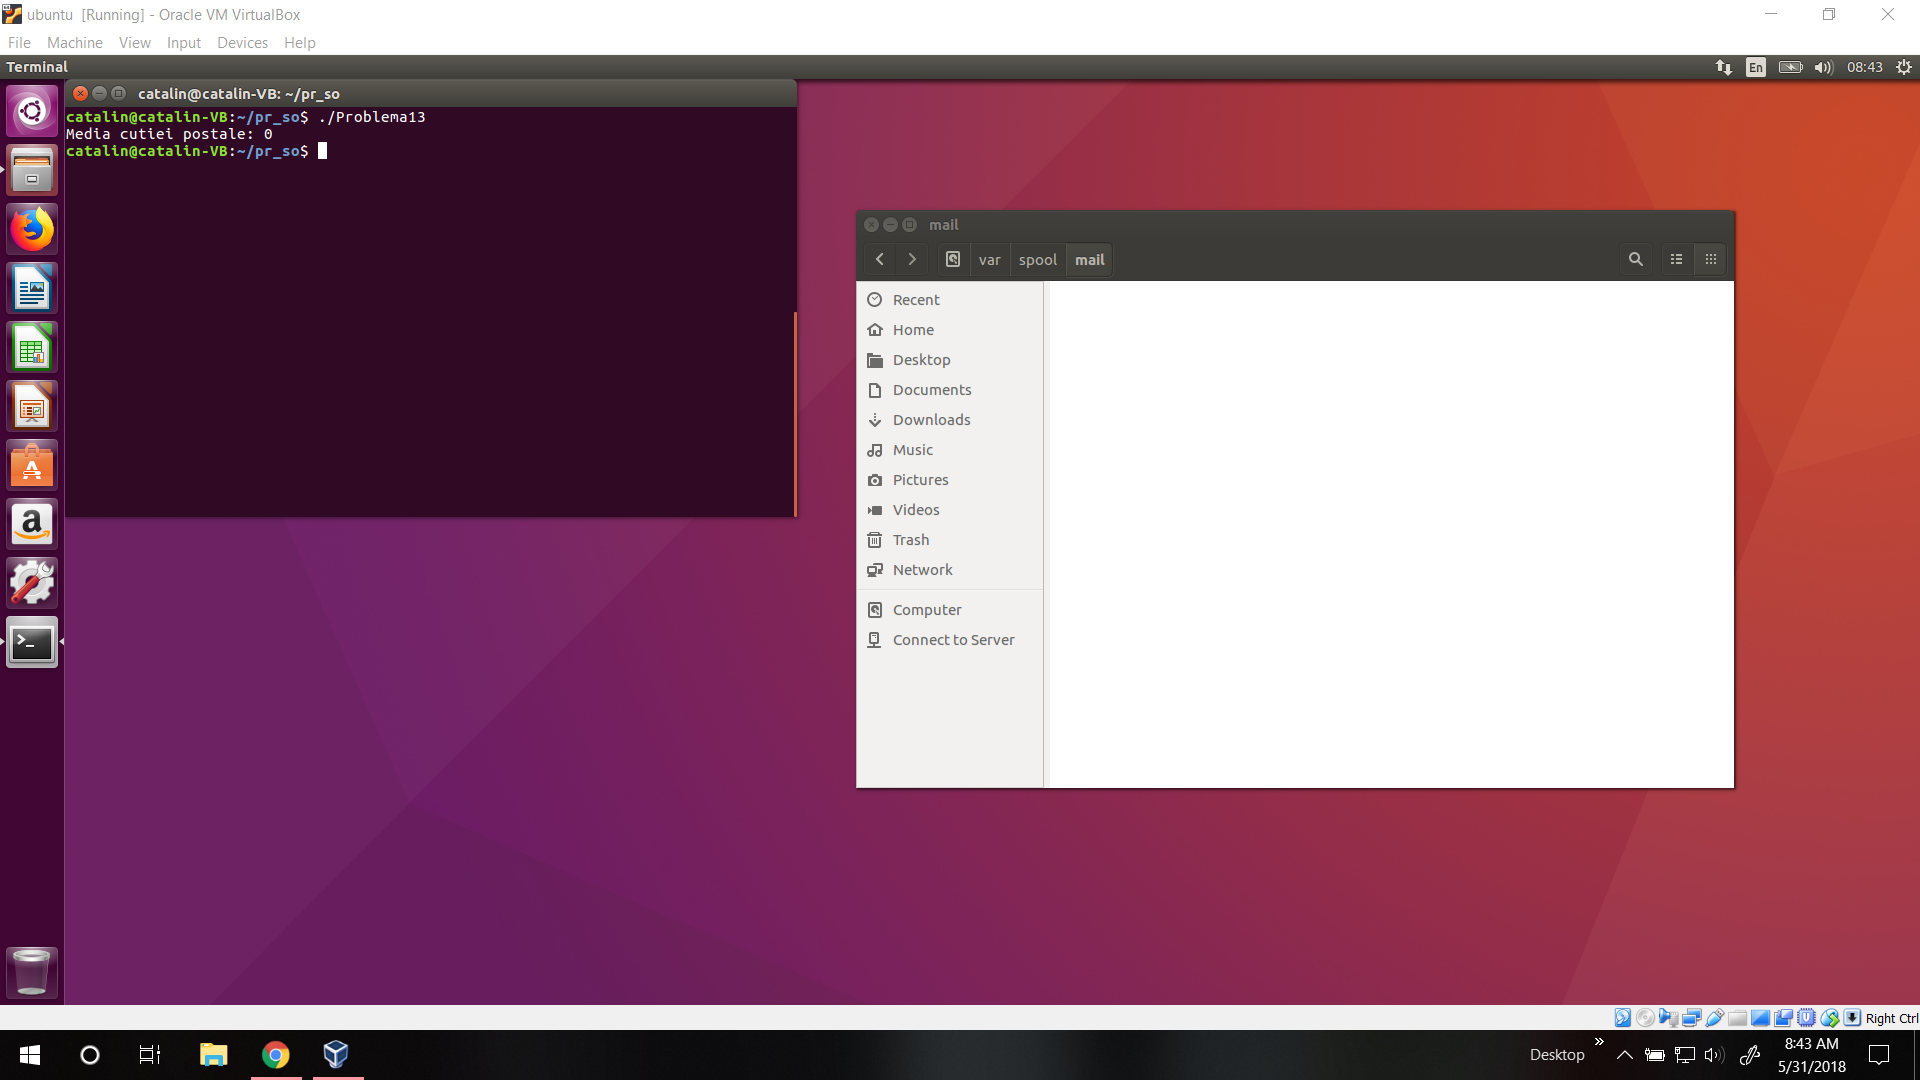 ubuntu [Running] - Oracle VM VirtualBox
File Machine View Input Devices Help
Terminal
En
08:43
catalin@catalin-VB: ~/pr_so
catalin@catalin-VB:~/pr_so$ ./Problema13
Media cutiei postale: 0
catalin@catalin-VB:~/pr_so$
mail
var spool mail
Recent
Home
Desktop
Documents
Downloads
Music
Pictures
Videos
Trash
Network
Computer
Connect to Server
Right Ctrl
Desktop
8:43 AM
5/31/2018